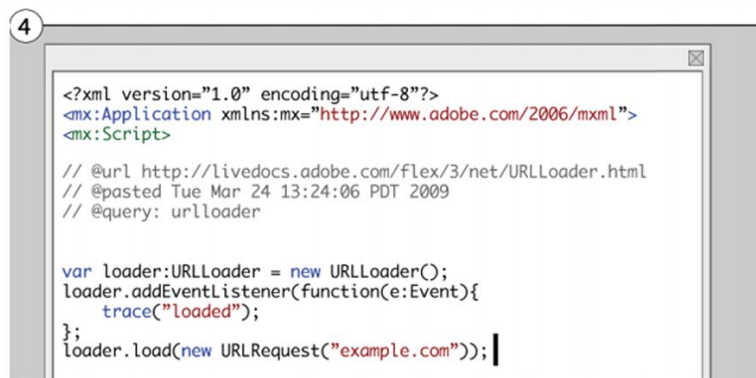 4
<?xml version=”1.0” encoding=”utf-8”?>
<mx:Application xmlns:mx=”http://www.adobe.com/2006/mxml”>
<mx:Script>
// @url http://livedocs.adobe.com/flex/3/net/URLLoader.html
// @pasted Tue Mar 24 13:24:06 PDT 2009
// @query: urlloader
var loader:URLLoader = new URLLoader();
loader.addEventListener(function(e:Event){
trace(”loaded”);
};
loader.load(new URLRequest("example.com"));